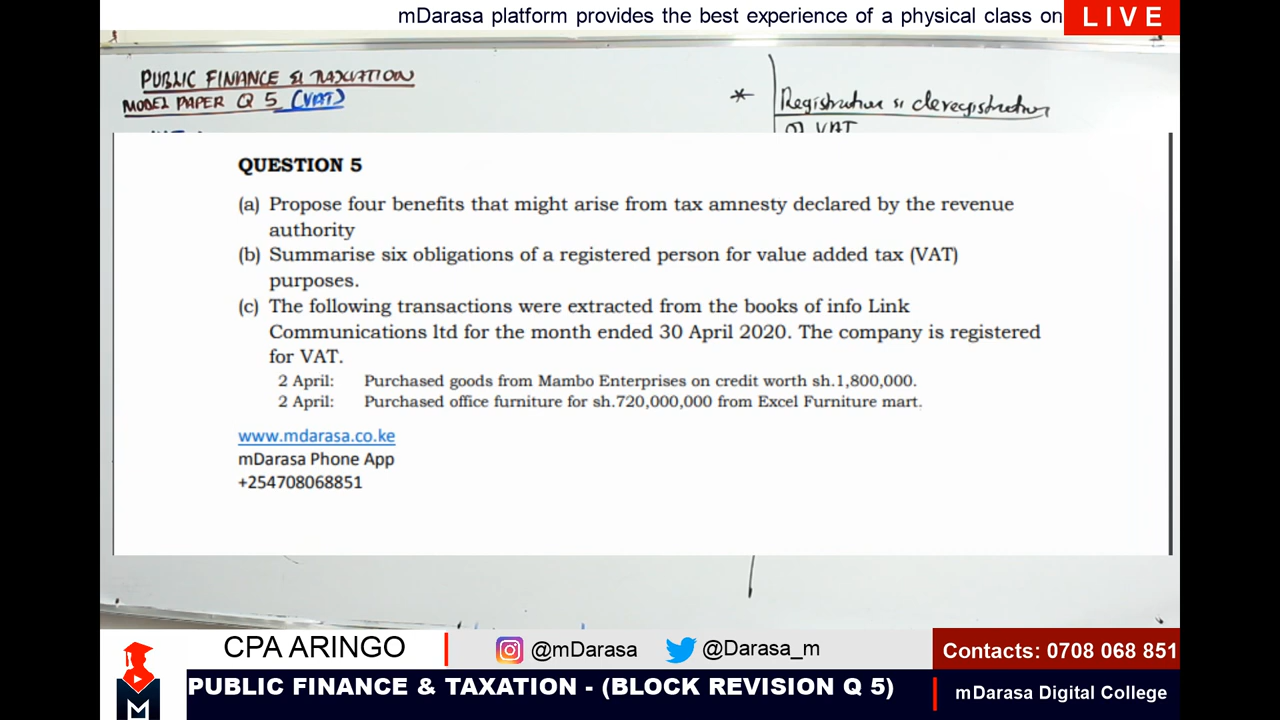 mDarasa platform provides the best experience of a physical class on
LIVE
PUBLIC FINANCE & TAXATION
MODEL PAPER Q 5 (VAT)
* Registration & deregistration
of VAT
QUESTION 5
(a) Propose four benefits that might arise from tax amnesty declared by the revenue
authority
(b) Summarise six obligations of a registered person for value added tax (VAT)
purposes.
(c) The following transactions were extracted from the books of info Link
Communications ltd for the month ended 30 April 2020. The company is registered
for VAT.
2 April: Purchased goods from Mambo Enterprises on credit worth sh.1,800,000.
2 April: Purchased office furniture for sh.720,000,000 from Excel Furniture mart.
www.mdarasa.co.ke
mDarasa Phone App
+254708068851
CPA ARINGO
@mDarasa
@Darasa_m
Contacts: 0708 068 851
PUBLIC FINANCE & TAXATION - (BLOCK REVISION Q 5)
mDarasa Digital College